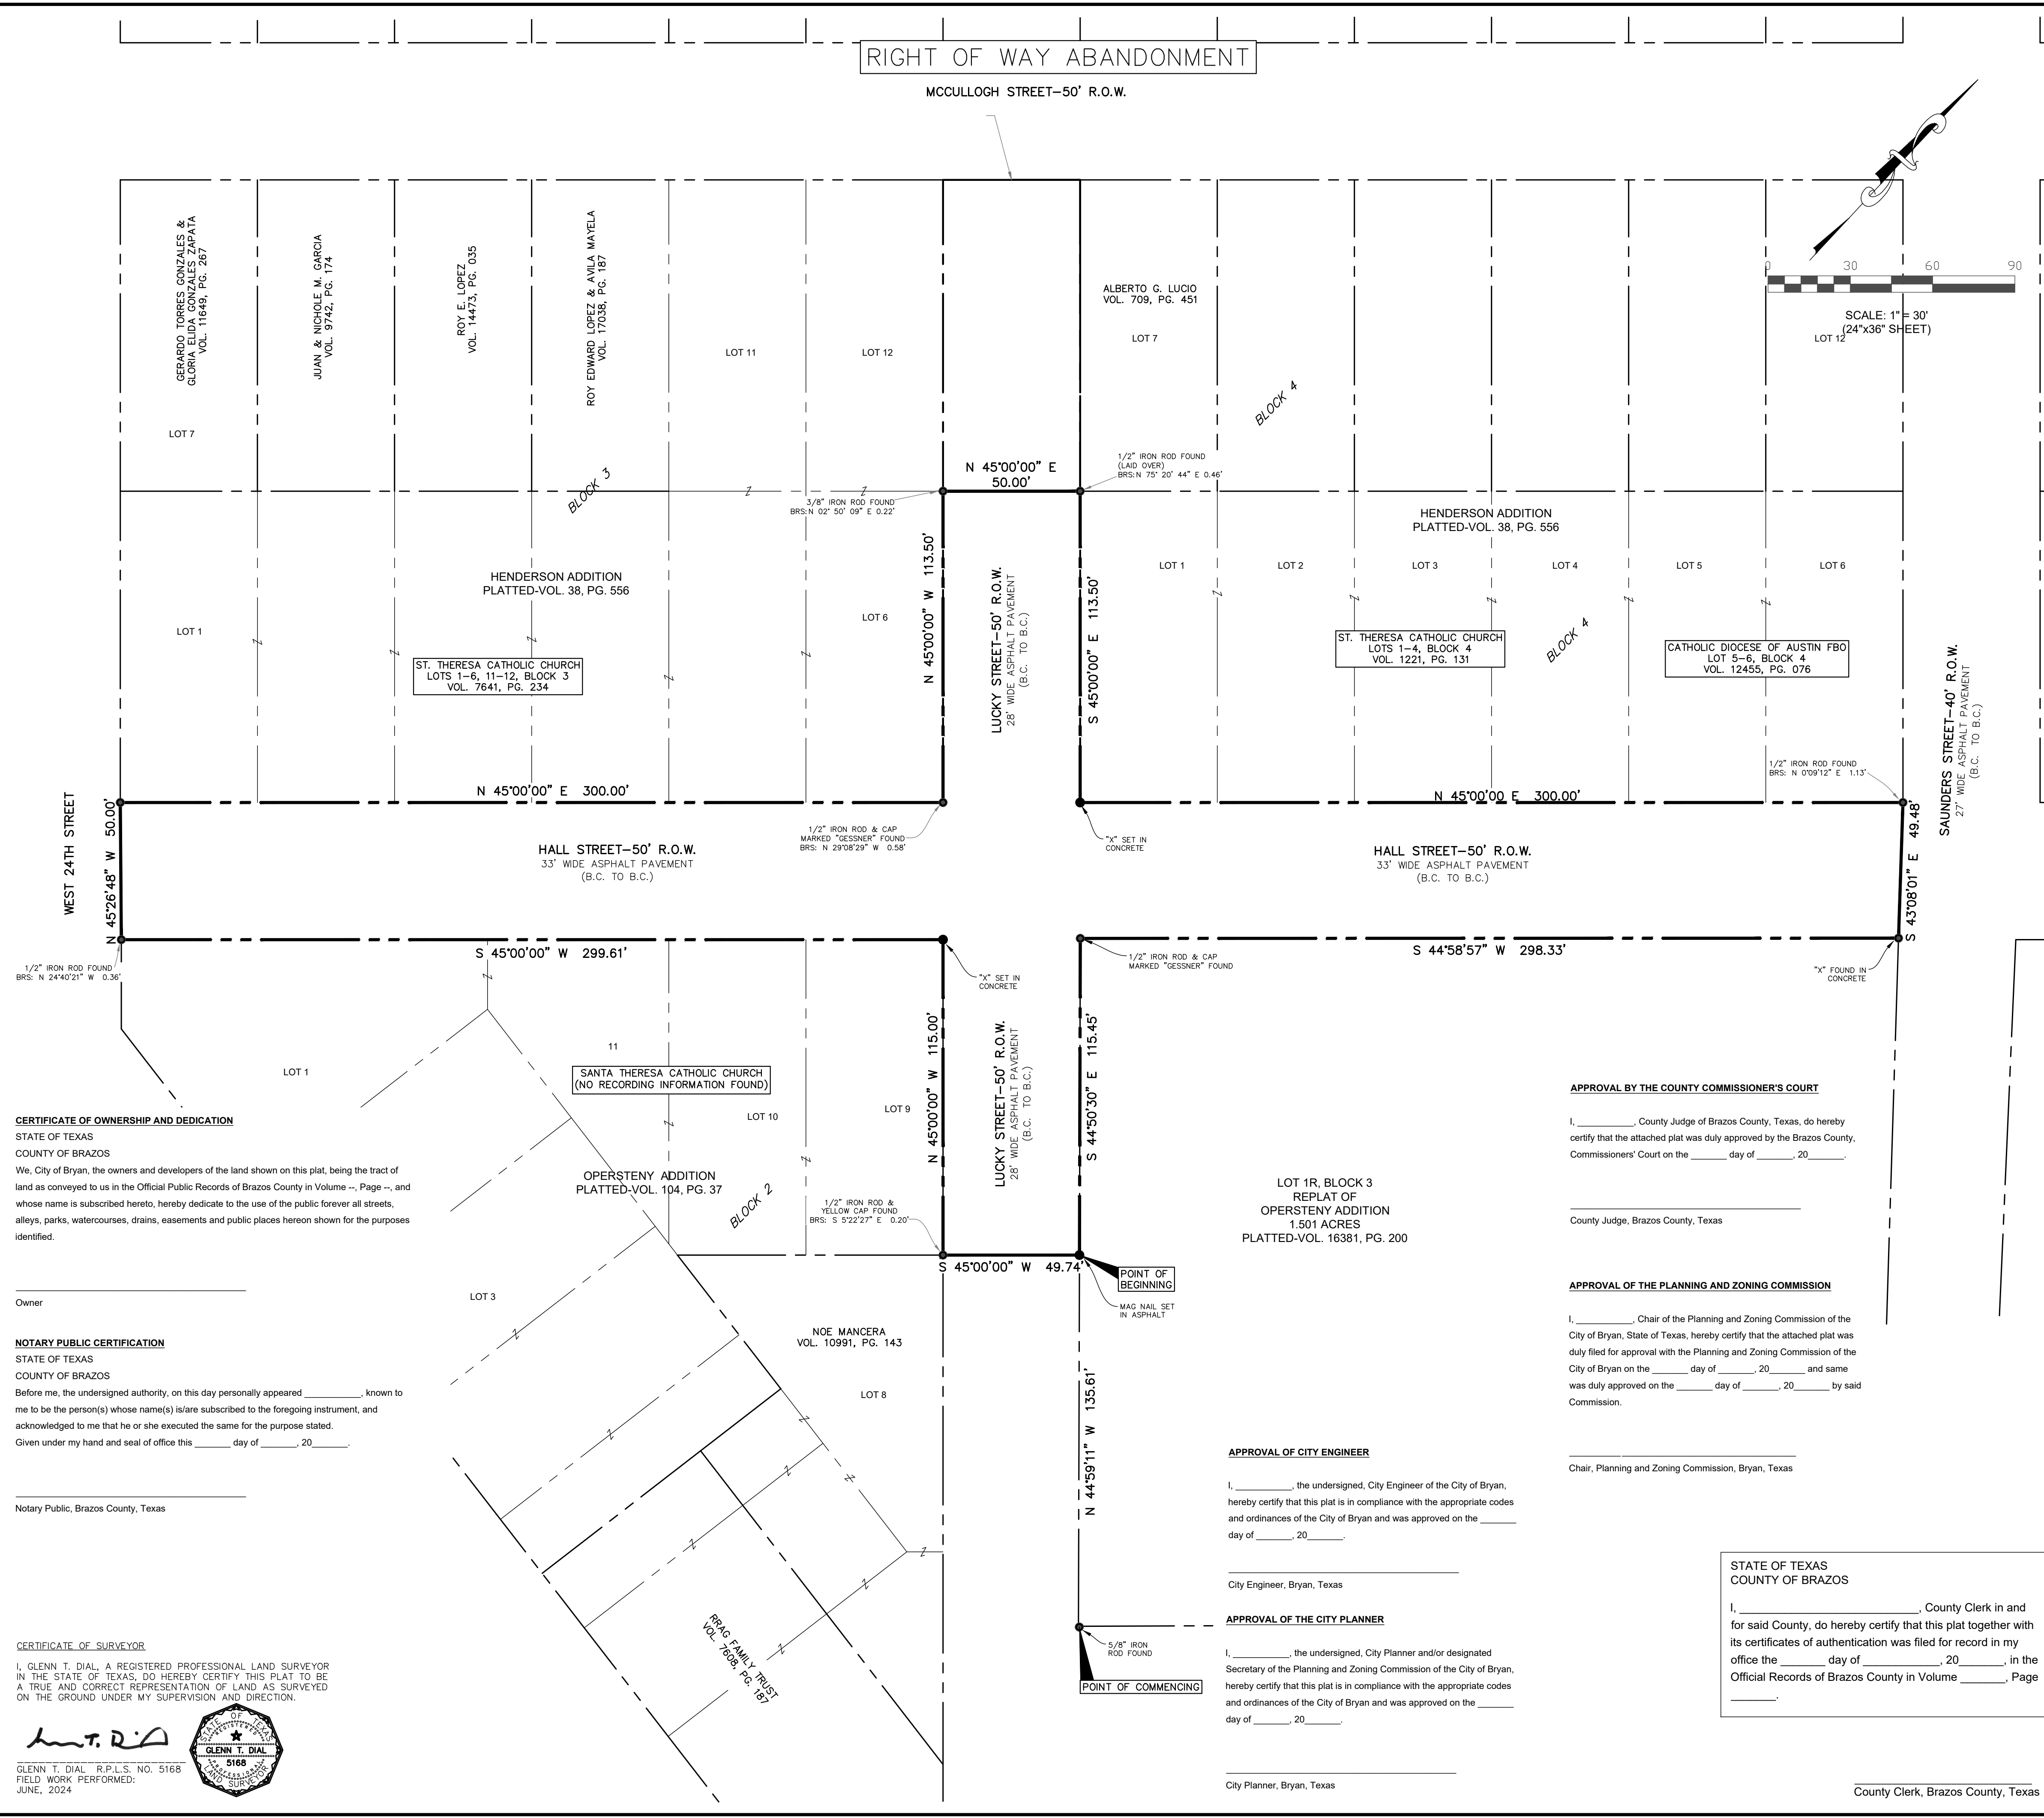 RIGHT OF WAY ABANDONMENT
MCCULLOGH STREET-50' R.O.W.
GERARDO TORRES GONZALES &
GLORIA ELIDA GONZALES ZAPATA
VOL. 11649, PG. 267
JUAN & NICHOLE M. GARCIA
VOL. 9742, PG. 174
ROY E. LOPEZ
VOL. 14473, PG. 035
ROY EDWARD LOPEZ & AVILA MAYELA
VOL. 17038, PG. 187
LOT 11
LOT 12
LOT 7
ALBERTO G. LUCIO
VOL. 709, PG. 451
LOT 7
BLOCK 4
0 30 60 90
SCALE: 1" = 30'
(24"x36" SHEET)
LOT 12
BLOCK 3
N 45°00'00" E
50.00'
1/2" IRON ROD FOUND
(LAID OVER)
BRS: N 75° 20' 44" E 0.46'
3/8" IRON ROD FOUND
BRS: N 02° 50' 09" E 0.22'
HENDERSON ADDITION
PLATTED-VOL. 38, PG. 556
HENDERSON ADDITION
PLATTED-VOL. 38, PG. 556
LOT 1
LOT 6
LOT 1
LOT 2
LOT 3
LOT 4
LOT 5
LOT 6
N 45°00'00" W 113.50'
LUCKY STREET-50' R.O.W.
28' WIDE ASPHALT PAVEMENT
(B.C. TO B.C.)
S 45°00'00" E 113.50'
ST. THERESA CATHOLIC CHURCH
LOTS 1-6, 11-12, BLOCK 3
VOL. 7641, PG. 234
ST. THERESA CATHOLIC CHURCH
LOTS 1-4, BLOCK 4
VOL. 1221, PG. 131
BLOCK 4
CATHOLIC DIOCESE OF AUSTIN FBO
LOT 5-6, BLOCK 4
VOL. 12455, PG. 076
SAUNDERS STREET-40' R.O.W.
27' WIDE ASPHALT PAVEMENT
(B.C. TO B.C.)
1/2" IRON ROD FOUND
BRS: N 0°09'12" E 1.13'
WEST 24TH STREET
N 45°26'48" W 50.00'
N 45°00'00" E 300.00'
N 45°00'00 E 300.00'
1/2" IRON ROD & CAP
MARKED "GESSNER" FOUND
BRS: N 29°08'29" W 0.58'
"X" SET IN
CONCRETE
HALL STREET-50' R.O.W.
33' WIDE ASPHALT PAVEMENT
(B.C. TO B.C.)
HALL STREET-50' R.O.W.
33' WIDE ASPHALT PAVEMENT
(B.C. TO B.C.)
S 43°08'01" E 49.48'
S 45°00'00" W 299.61'
S 44°58'57" W 298.33'
1/2" IRON ROD FOUND
BRS: N 24°40'21" W 0.36'
"X" SET IN
CONCRETE
1/2" IRON ROD & CAP
MARKED "GESSNER" FOUND
"X" FOUND IN
CONCRETE
LOT 1
11
SANTA THERESA CATHOLIC CHURCH
(NO RECORDING INFORMATION FOUND)
LOT 10
LOT 9
N 45°00'00" W 115.00'
LUCKY STREET-50' R.O.W.
28' WIDE ASPHALT PAVEMENT
(B.C. TO B.C.)
S 44°50'30" E 115.45'
OPERSTENY ADDITION
PLATTED-VOL. 104, PG. 37
BLOCK 2
1/2" IRON ROD &
YELLOW CAP FOUND
BRS: S 5°22'27" E 0.20'
S 45°00'00" W 49.74'
POINT OF
BEGINNING
MAG NAIL SET
IN ASPHALT
LOT 1R, BLOCK 3
REPLAT OF
OPERSTENY ADDITION
1.501 ACRES
PLATTED-VOL. 16381, PG. 200
LOT 3
NOE MANCERA
VOL. 10991, PG. 143
LOT 8
N 44°59'11" W 135.61'
5/8" IRON
ROD FOUND
POINT OF COMMENCING
RRAG FAMILY TRUST
VOL. 7608, PG. 187
CERTIFICATE OF OWNERSHIP AND DEDICATION
STATE OF TEXAS
COUNTY OF BRAZOS
We, City of Bryan, the owners and developers of the land shown on this plat, being the tract of
land as conveyed to us in the Official Public Records of Brazos County in Volume --, Page --, and
whose name is subscribed hereto, hereby dedicate to the use of the public forever all streets,
alleys, parks, watercourses, drains, easements and public places hereon shown for the purposes
identified.
Owner
NOTARY PUBLIC CERTIFICATION
STATE OF TEXAS
COUNTY OF BRAZOS
Before me, the undersigned authority, on this day personally appeared ___________, known to
me to be the person(s) whose name(s) is/are subscribed to the foregoing instrument, and
acknowledged to me that he or she executed the same for the purpose stated.
Given under my hand and seal of office this _______ day of _______, 20_______.
Notary Public, Brazos County, Texas
CERTIFICATE OF SURVEYOR
I, GLENN T. DIAL, A REGISTERED PROFESSIONAL LAND SURVEYOR
IN THE STATE OF TEXAS, DO HEREBY CERTIFY THIS PLAT TO BE
A TRUE AND CORRECT REPRESENTATION OF LAND AS SURVEYED
ON THE GROUND UNDER MY SUPERVISION AND DIRECTION.
STATE OF TEXAS
REGISTERED
GLENN T. DIAL
5168
PROFESSIONAL
LAND SURVEYOR
GLENN T. DIAL R.P.L.S. NO. 5168
FIELD WORK PERFORMED:
JUNE, 2024
APPROVAL BY THE COUNTY COMMISSIONER'S COURT
I, ___________, County Judge of Brazos County, Texas, do hereby
certify that the attached plat was duly approved by the Brazos County,
Commissioners' Court on the _______ day of _______, 20_______.
County Judge, Brazos County, Texas
APPROVAL OF THE PLANNING AND ZONING COMMISSION
I, ___________, Chair of the Planning and Zoning Commission of the
City of Bryan, State of Texas, hereby certify that the attached plat was
duly filed for approval with the Planning and Zoning Commission of the
City of Bryan on the _______ day of _______, 20_______ and same
was duly approved on the _______ day of _______, 20_______ by said
Commission.
Chair, Planning and Zoning Commission, Bryan, Texas
APPROVAL OF CITY ENGINEER
I, ___________, the undersigned, City Engineer of the City of Bryan,
hereby certify that this plat is in compliance with the appropriate codes
and ordinances of the City of Bryan and was approved on the _______
day of _______, 20_______.
City Engineer, Bryan, Texas
APPROVAL OF THE CITY PLANNER
I, ___________, the undersigned, City Planner and/or designated
Secretary of the Planning and Zoning Commission of the City of Bryan,
hereby certify that this plat is in compliance with the appropriate codes
and ordinances of the City of Bryan and was approved on the _______
day of _______, 20_______.
City Planner, Bryan, Texas
STATE OF TEXAS
COUNTY OF BRAZOS
I, ____________________________, County Clerk in and
for said County, do hereby certify that this plat together with
its certificates of authentication was filed for record in my
office the _______ day of ____________, 20_______, in the
Official Records of Brazos County in Volume _______, Page
_______.
County Clerk, Brazos County, Texas